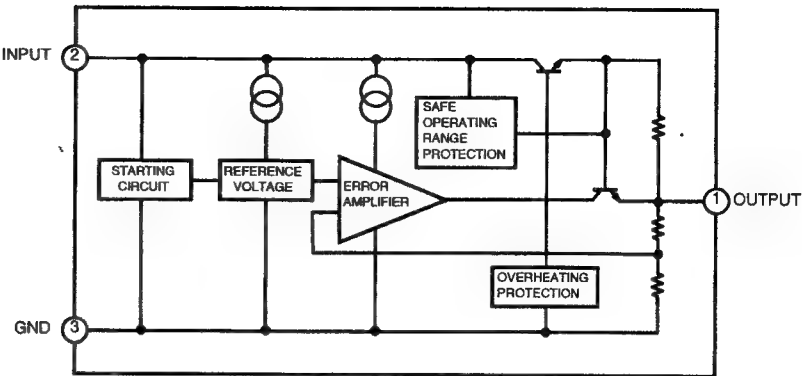 INPUT
2
SAFE
OPERATING
RANGE
PROTECTION
STARTING
CIRCUIT
REFERENCE
VOLTAGE
ERROR
AMPLIFIER
1
OUTPUT
OVERHEATING
PROTECTION
GND
3